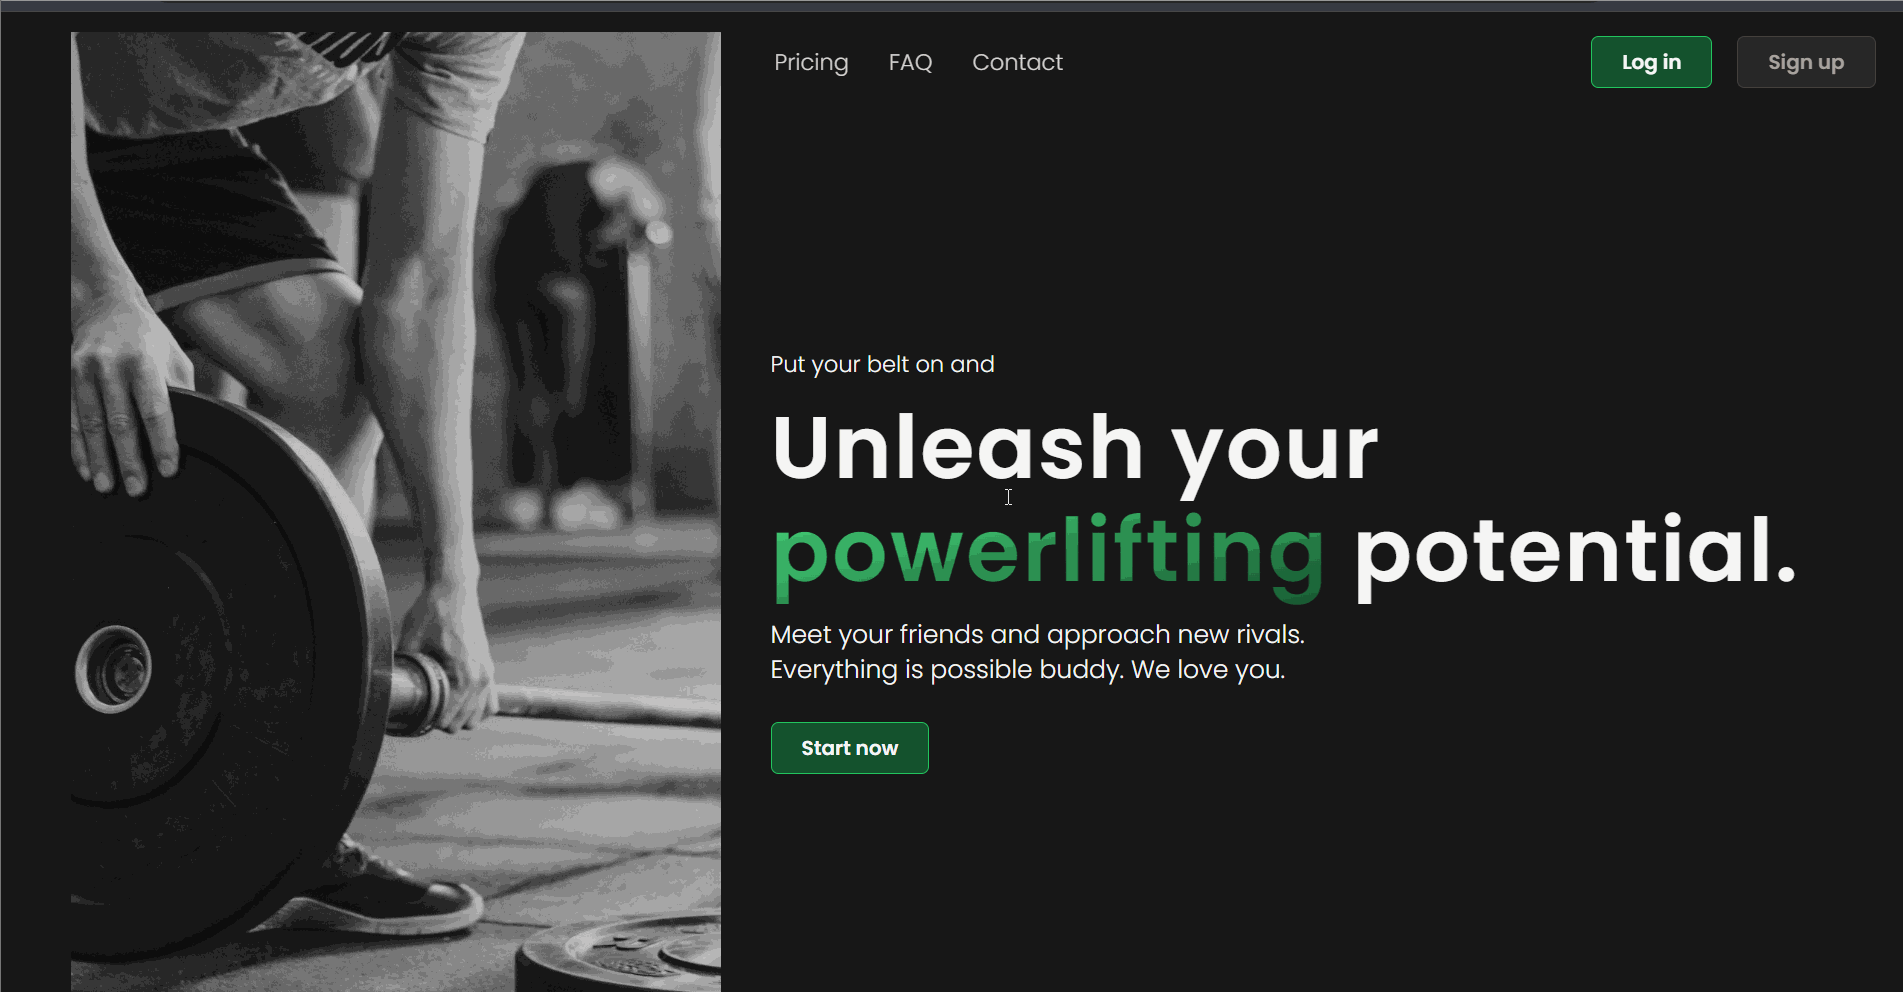 Pricing FAQ Contact Log in Sign up
Put your belt on and
Unleash your
powerlifting potential.
Meet your friends and approach new rivals.
Everything is possible buddy. We love you.
Start now